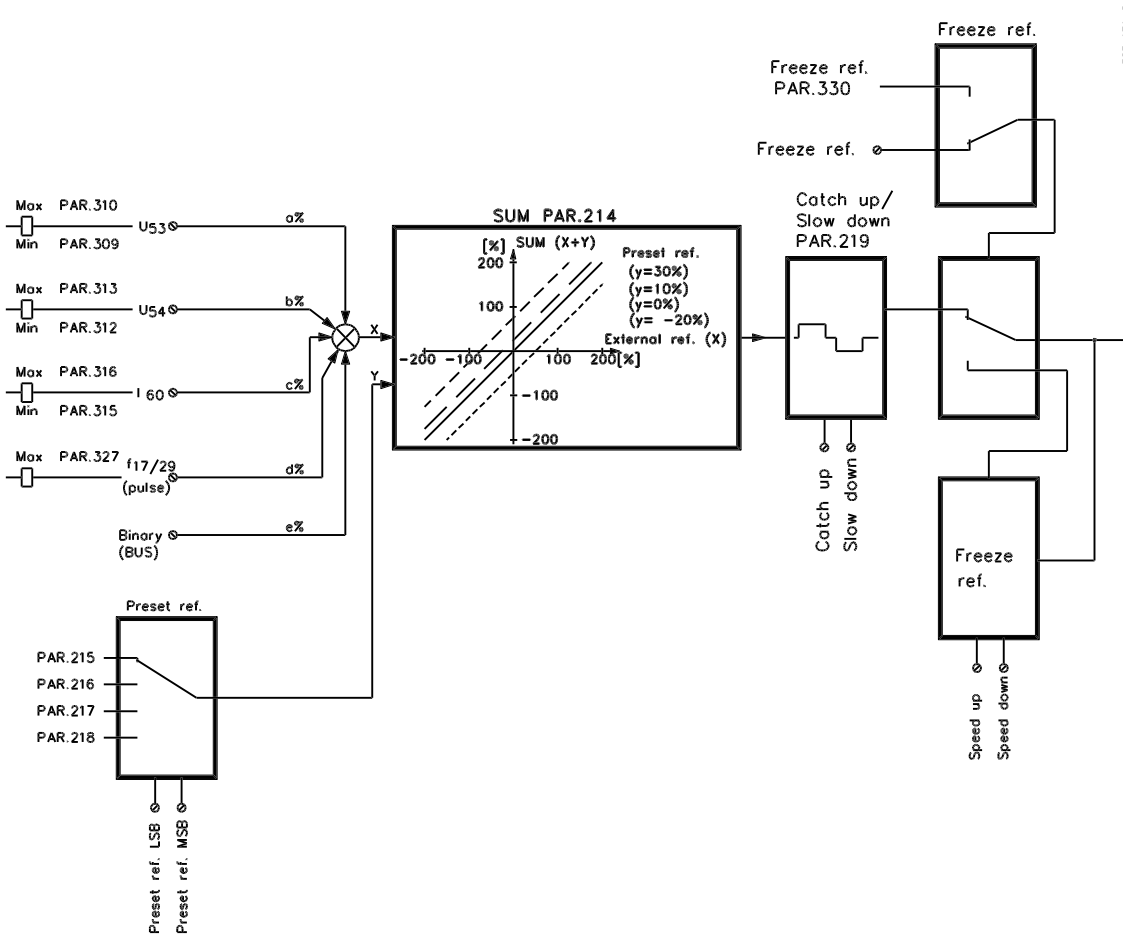 Freeze ref.
Freeze ref.
PAR.330
Freeze ref.
Max PAR.310
U53
Min PAR.309
a%
Max PAR.313
U54
Min PAR.312
b%
Max PAR.316
I 60
Min PAR.315
c%
Max PAR.327
f17/29
(pulse)
d%
Binary
(BUS)
e%
X
Y
SUM PAR.214
[%] SUM (X+Y)
200
100
-200 -100
100 200 [%]
-100
-200
Preset ref.
(y=30%)
(y=10%)
(y=0%)
(y= -20%)
External ref. (X)
Catch up/
Slow down
PAR.219
Catch up
Slow down
Freeze
ref.
Speed up
Speed down
Preset ref.
PAR.215
PAR.216
PAR.217
PAR.218
Preset ref. LSB
Preset ref. MSB